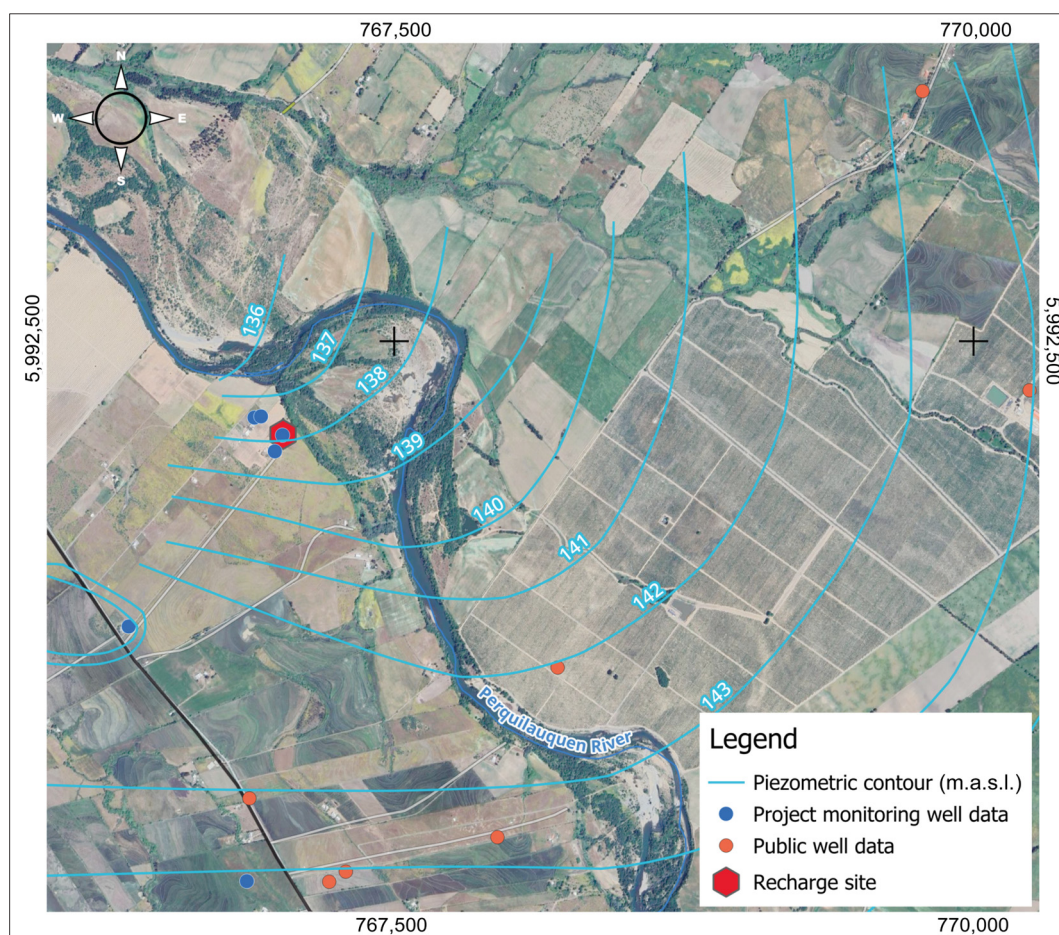 767,500 770,000
N
W E
S
5,992,500 5,992,500
136
137
138
139
140
141
142
143
Perquilauquen River
Legend
Piezometric contour (m.a.s.l.)
Project monitoring well data
Public well data
Recharge site
767,500 770,000